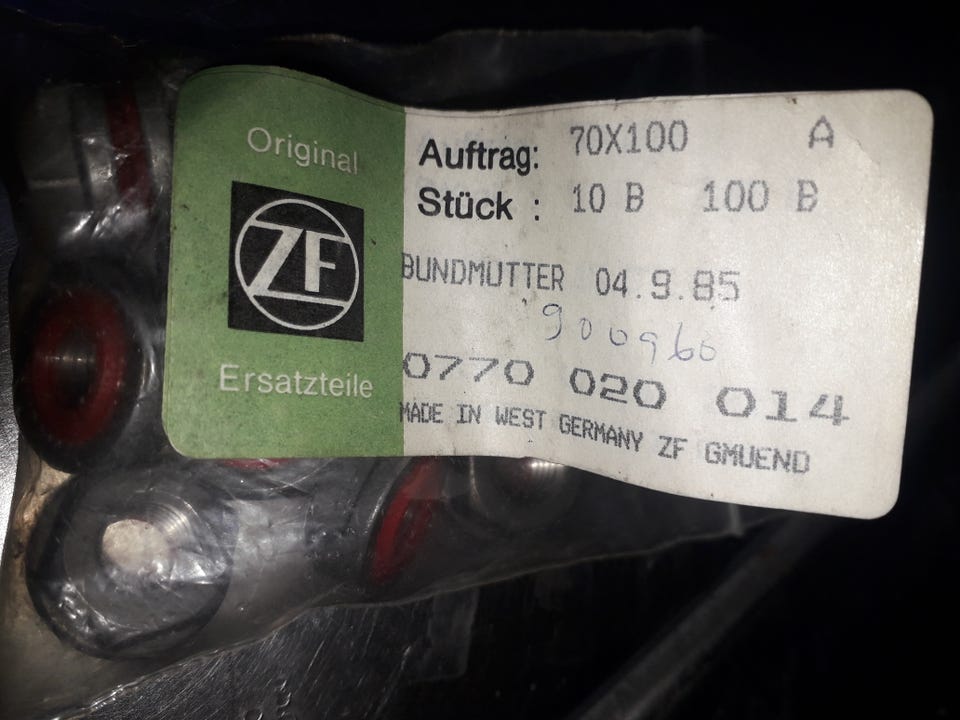 Original
ZF
Ersatzteile
Auftrag: 70X100 A
Stück : 10 B 100 B
BUNDMUTTER 04.9.85
900960
0770 020 014
MADE IN WEST GERMANY ZF GMUEND